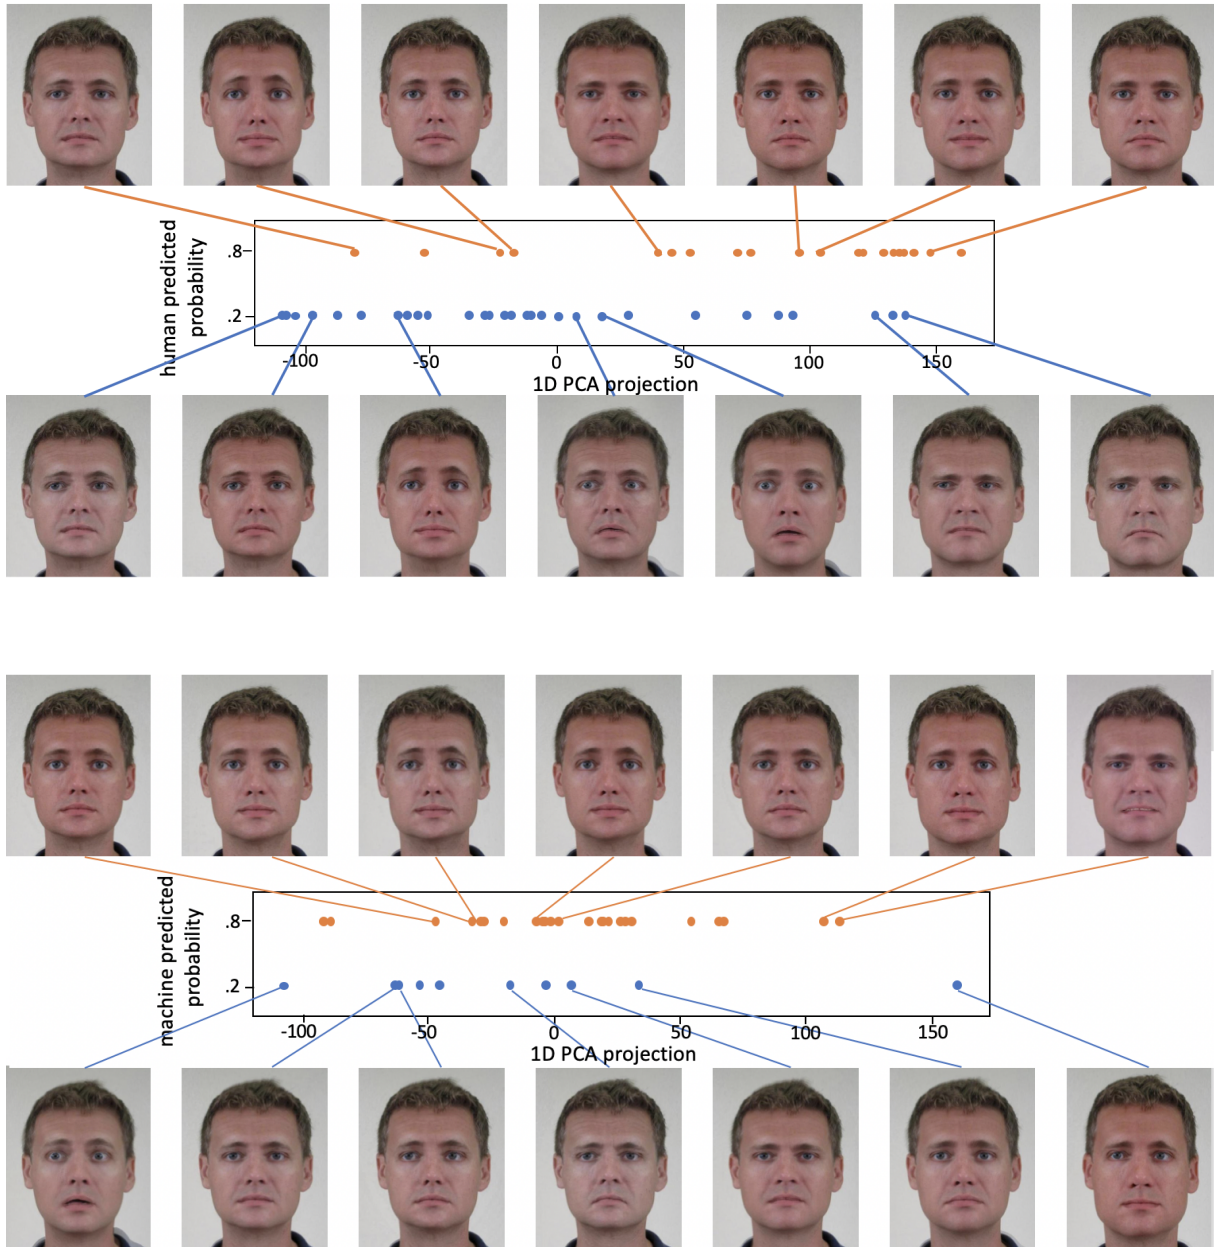 human predicted
probability
.8
.2
-100 -50 0 50 100 150
1D PCA projection
machine predicted
probability
.8
.2
-100 -50 0 50 100 150
1D PCA projection